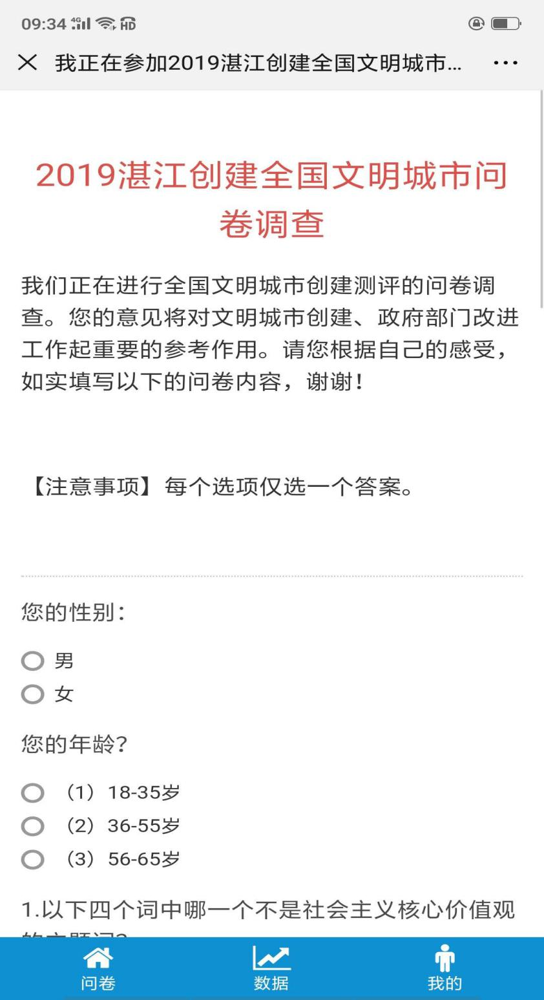 09:34 4G HD
我正在参加2019湛江创建全国文明城市...
2019湛江创建全国文明城市问
卷调查
我们正在进行全国文明城市创建测评的问卷调
查。您的意见将对文明城市创建、政府部门改进
工作起重要的参考作用。请您根据自己的感受，
如实填写以下的问卷内容，谢谢！
【注意事项】每个选项仅选一个答案。
您的性别：
男
女
您的年龄？
（1）18-35岁
（2）36-55岁
（3）56-65岁
1.以下四个词中哪一个不是社会主义核心价值观
问卷 数据 我的